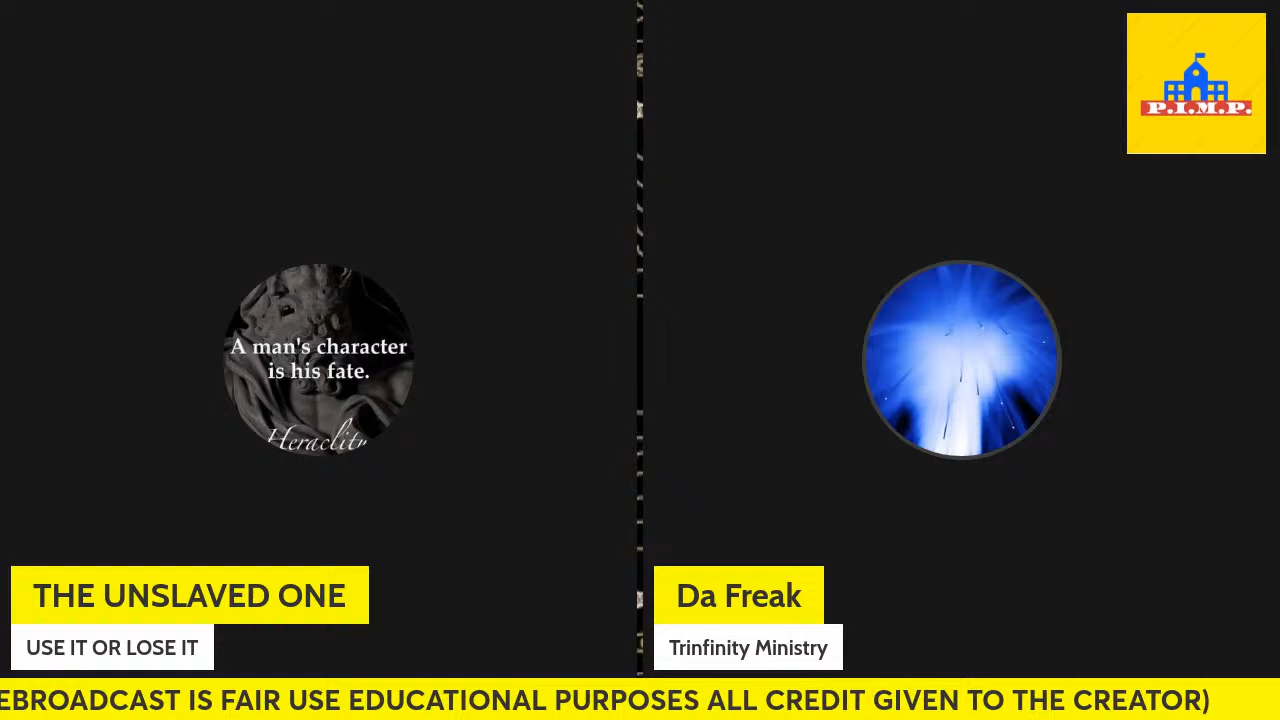 P.I.M.P.
A man's character
is his fate.
THE UNSLAVED ONE
USE IT OR LOSE IT
Da Freak
Trinfinity Ministry
EBROADCAST IS FAIR USE EDUCATIONAL PURPOSES ALL CREDIT GIVEN TO THE CREATOR)